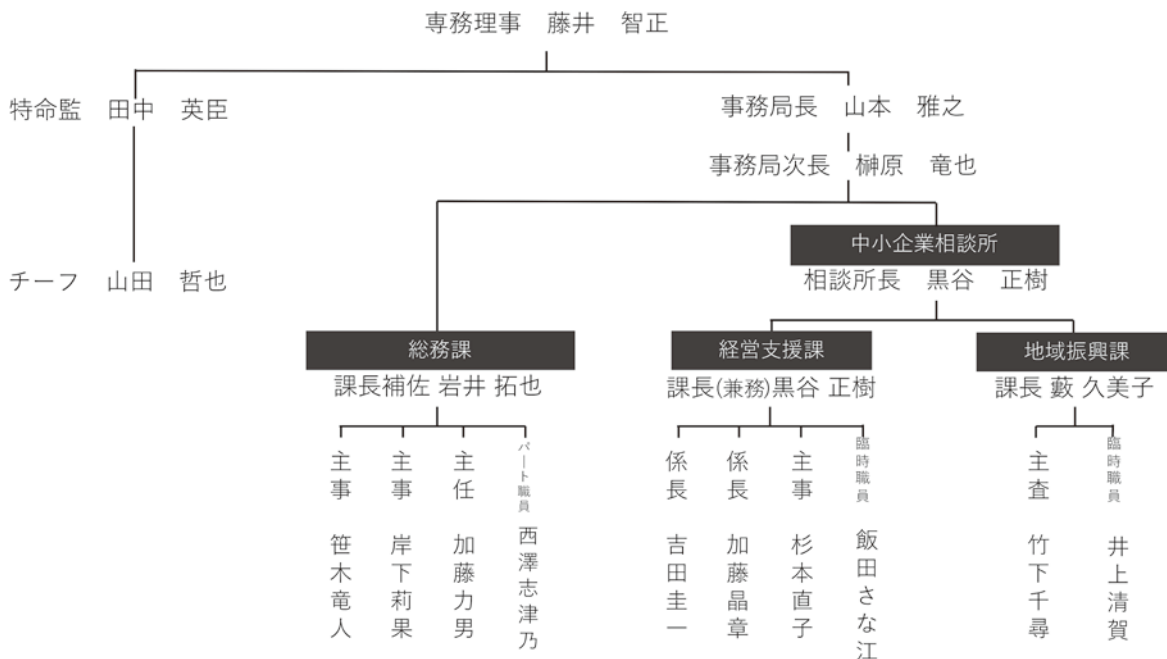 専務理事　藤井　智正
特命監　田中　英臣
事務局長　山本　雅之
事務局次長　榊原　竜也
中小企業相談所
相談所長　黒谷　正樹
チーフ　山田　哲也
総務課
課長補佐 岩井 拓也
主事　笹木竜人
主事　岸下莉果
主任　加藤力男
パート職員　西澤志津乃
経営支援課
課長(兼務)黒谷 正樹
係長　吉田圭一
係長　加藤晶章
主事　杉本直子
臨時職員　飯田さな江
地域振興課
課長 藪 久美子
主査　竹下千尋
臨時職員　井上清賀